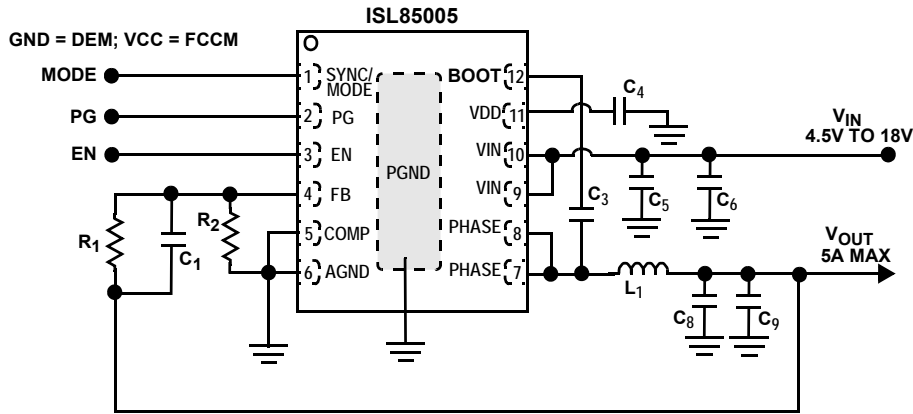 ISL85005
GND = DEM; VCC = FCCM
MODE
PG
EN
1 SYNC/
MODE
2 PG
3 EN
4 FB
5 COMP
6 AGND
PGND
BOOT 12
VDD 11
VIN 10
VIN 9
PHASE 8
PHASE 7
R1
C1
R2
C3
C4
VIN
4.5V TO 18V
C5
C6
VOUT
5A MAX
L1
C8
C9